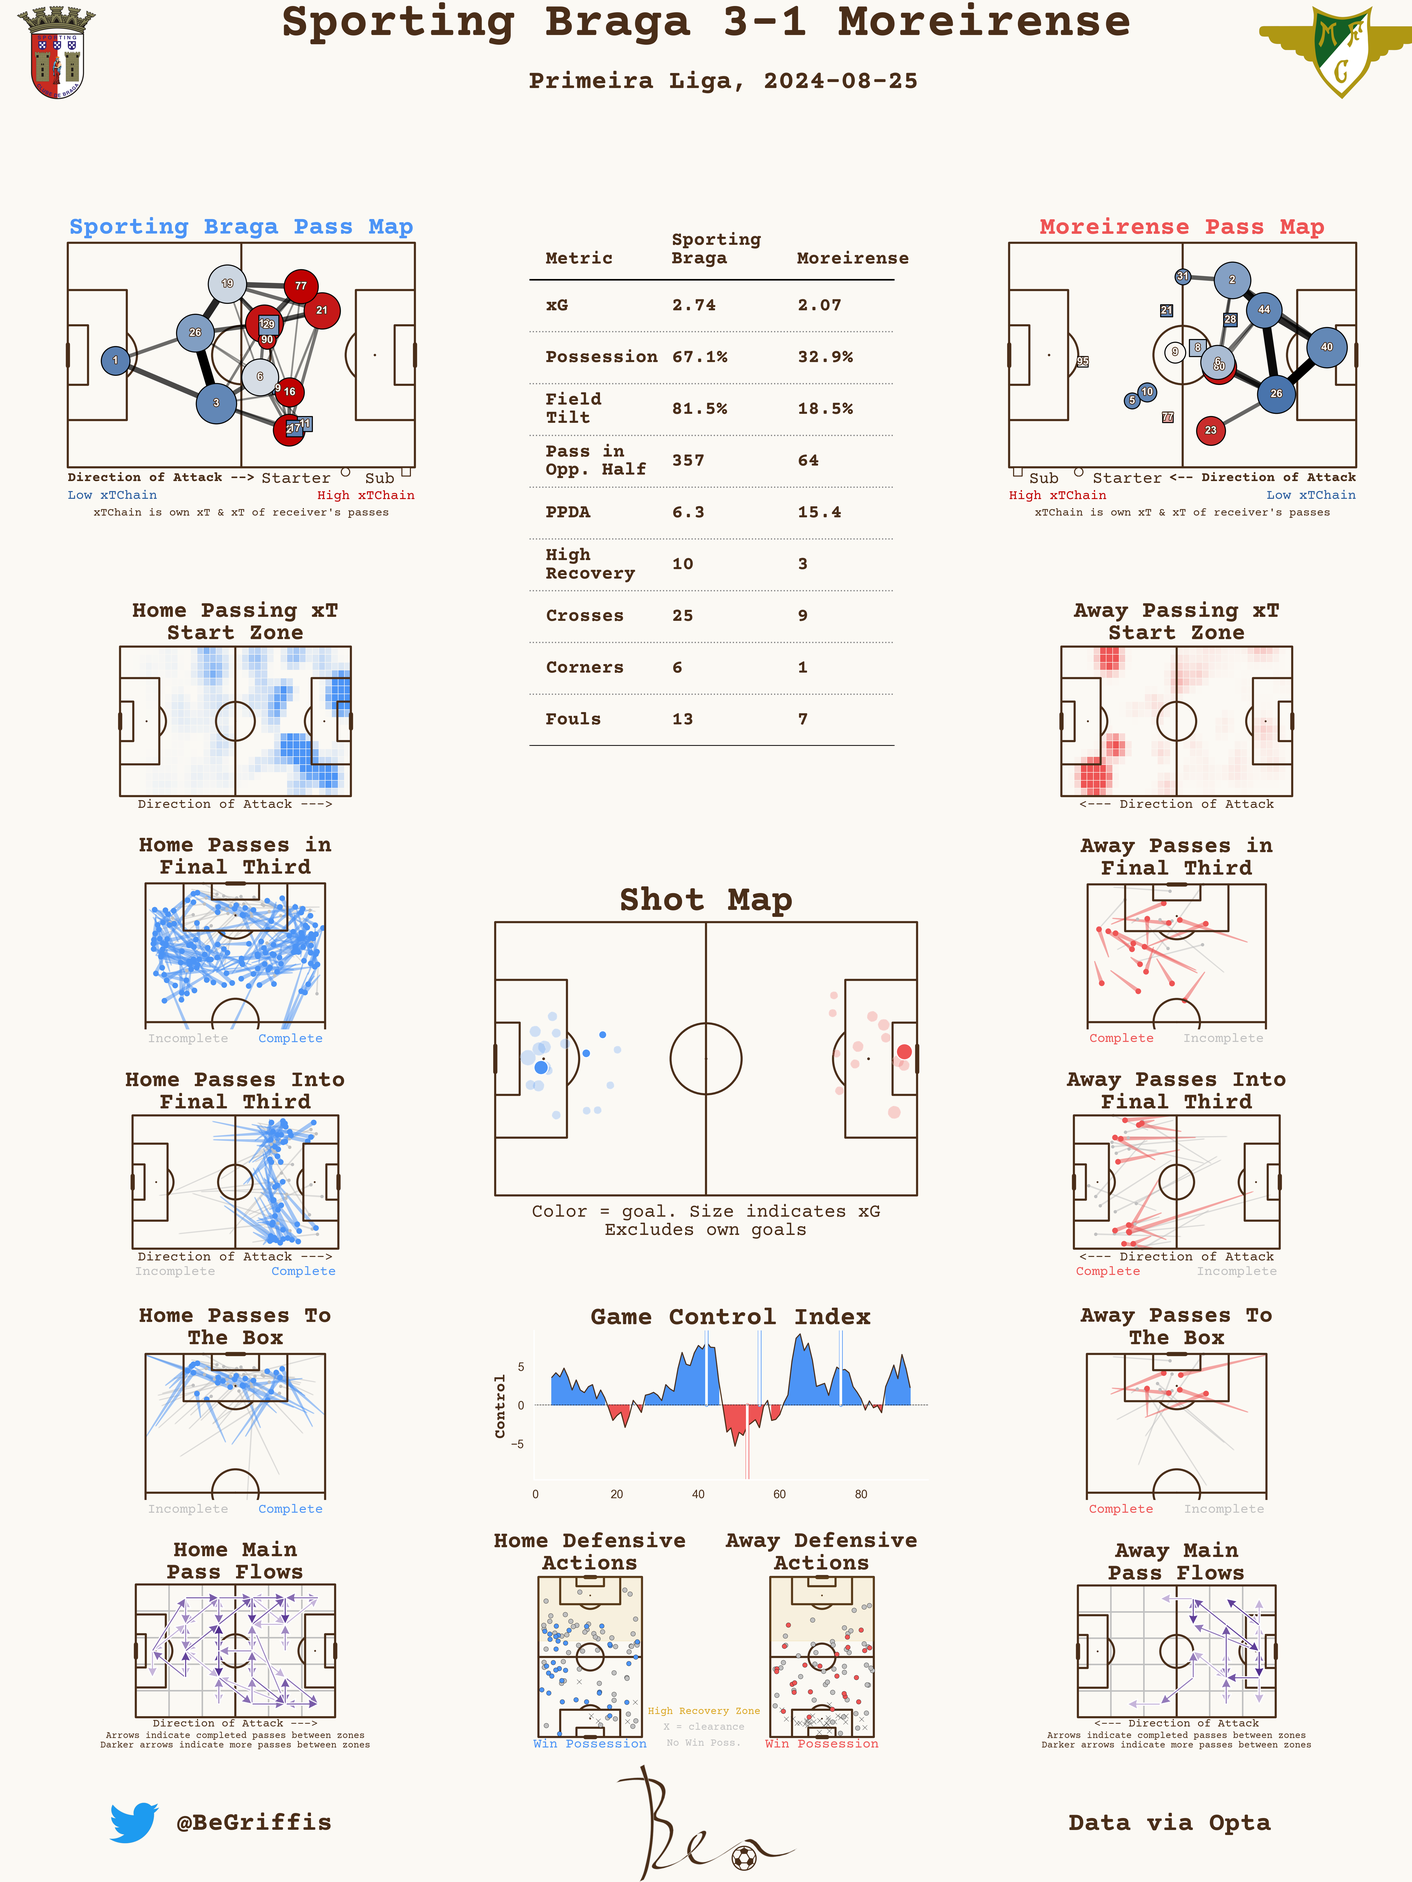 Sporting Braga 3-1 Moreirense
Primeira Liga, 2024-08-25
SPORTING
M F
C
Sporting Braga Pass Map
19
77
21
26
29
90
1
6
9
16
3
2
17
11
Direction of Attack --> Starter Sub
Low xTChain High xTChain
xTChain is own xT & xT of receiver's passes
Metric Sporting Braga Moreirense
xG 2.74 2.07
Possession 67.1% 32.9%
Field Tilt 81.5% 18.5%
Pass in Opp. Half 357 64
PPDA 6.3 15.4
High Recovery 10 3
Crosses 25 9
Corners 6 1
Fouls 13 7
Moreirense Pass Map
31
2
21
28
44
9
8
40
95
6
80
10
5
26
77
23
Sub Starter <-- Direction of Attack
High xTChain Low xTChain
xTChain is own xT & xT of receiver's passes
Home Passing xT
Start Zone
Direction of Attack --->
Away Passing xT
Start Zone
<--- Direction of Attack
Home Passes in
Final Third
Incomplete Complete
Away Passes in
Final Third
Complete Incomplete
Shot Map
Color = goal. Size indicates xG
Excludes own goals
Home Passes Into
Final Third
Direction of Attack --->
Incomplete Complete
Away Passes Into
Final Third
<--- Direction of Attack
Complete Incomplete
Home Passes To
The Box
Incomplete Complete
Game Control Index
Control
5
0
−5
0 20 40 60 80
Away Passes To
The Box
Complete Incomplete
Home Main
Pass Flows
Direction of Attack --->
Arrows indicate completed passes between zones
Darker arrows indicate more passes between zones
Home Defensive
Actions
Win Possession
High Recovery Zone
X = clearance
No Win Poss.
Away Defensive
Actions
Win Possession
Away Main
Pass Flows
<--- Direction of Attack
Arrows indicate completed passes between zones
Darker arrows indicate more passes between zones
@BeGriffis
Ben
Data via Opta